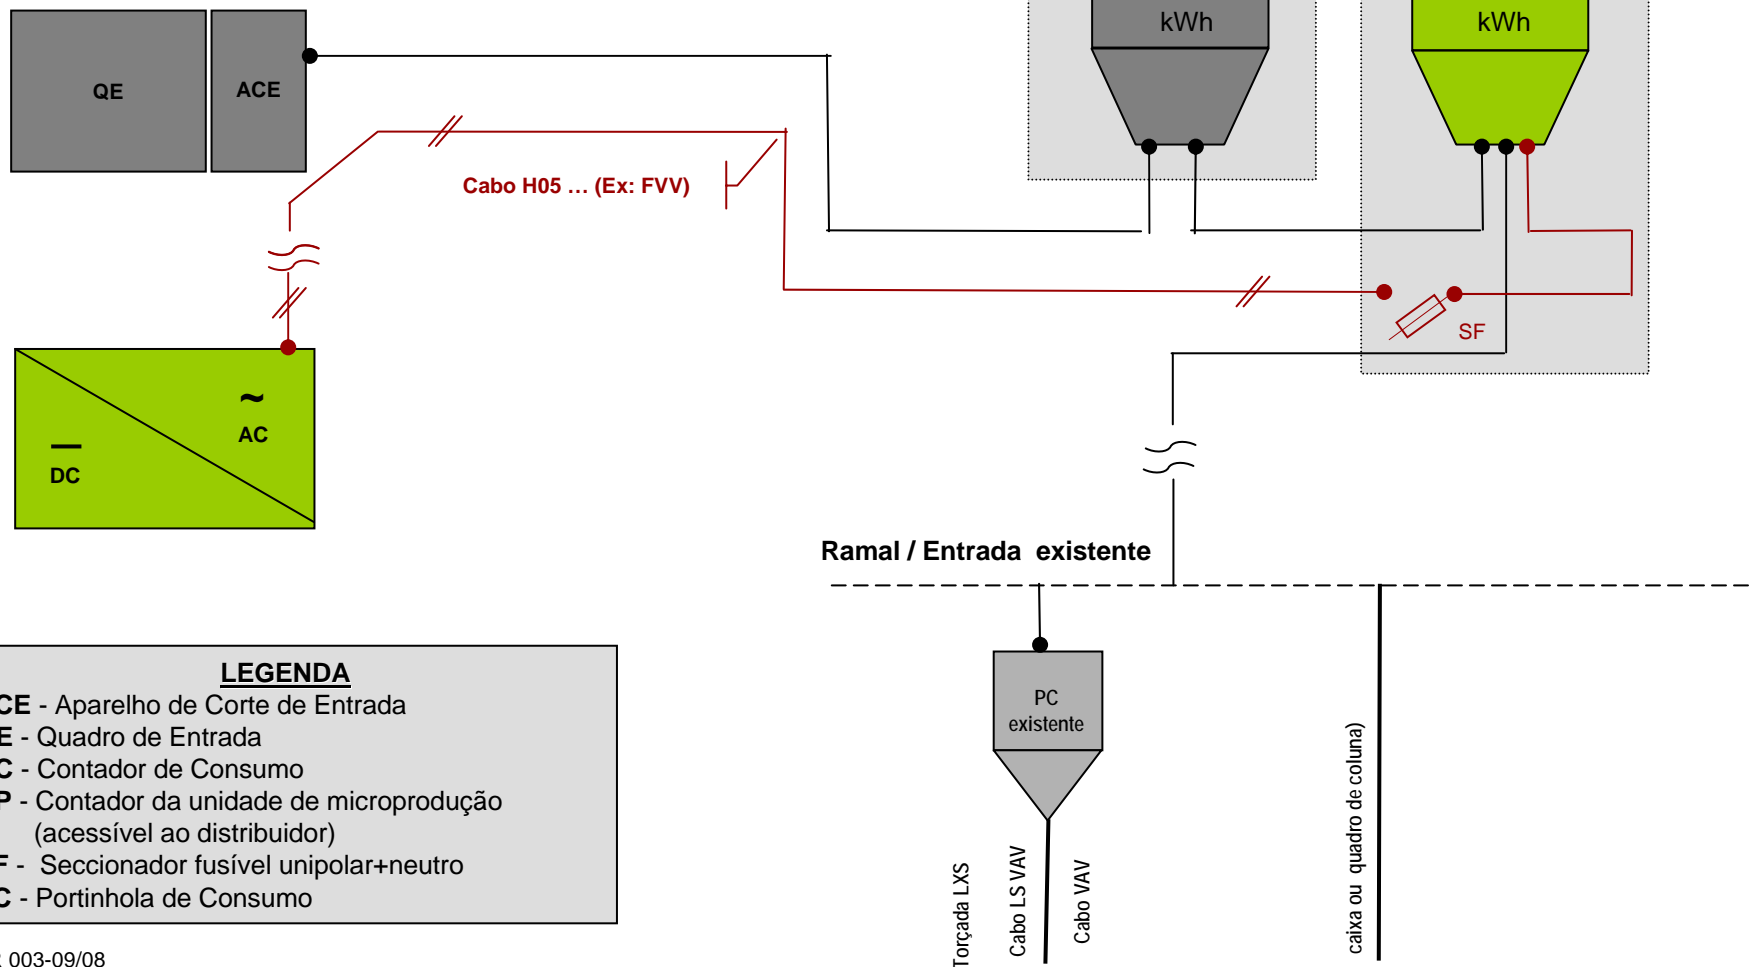 kWh
kWh
QE
ACE
Cabo H05 … (Ex: FVV)
SF
~
AC
DC
Ramal / Entrada existente
PC
existente
LEGENDA
CE - Aparelho de Corte de Entrada
E - Quadro de Entrada
C - Contador de Consumo
P - Contador da unidade de microprodução
(acessível ao distribuidor)
F - Seccionador fusível unipolar+neutro
C - Portinhola de Consumo
Torçada LXS
Cabo LS VAV
Cabo VAV
caixa ou quadro de coluna)
003-09/08